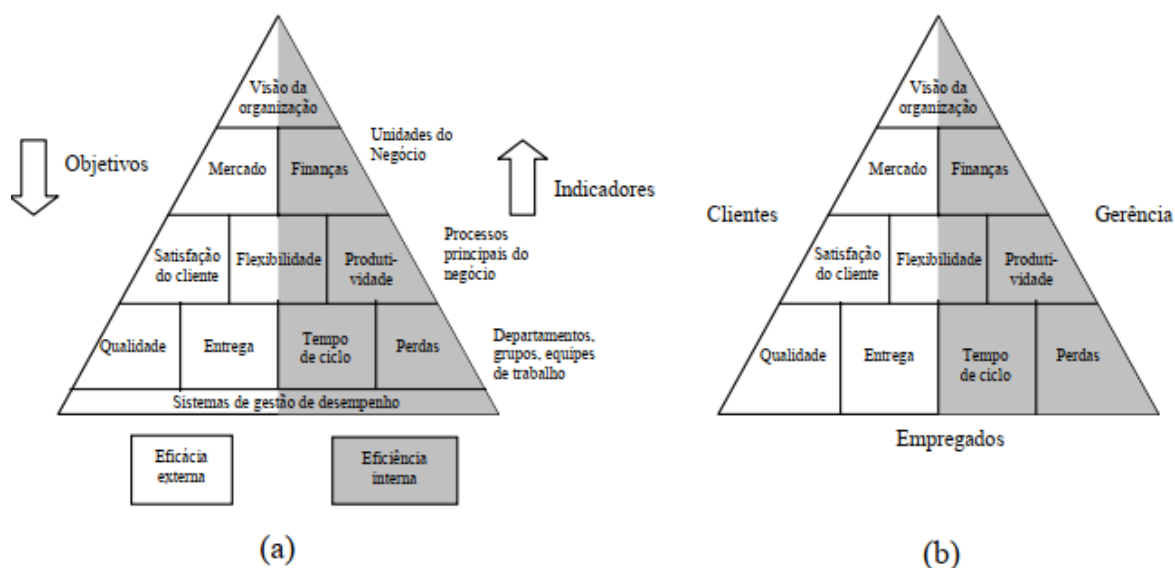 Visão da
organização
Unidades do
Negócio
Objetivos
Mercado
Finanças
Indicadores
Satisfação
do cliente
Flexibilidade
Produti-
vidade
Processos
principais do
negócio
Qualidade
Entrega
Tempo
de ciclo
Perdas
Departamentos,
grupos, equipes
de trabalho
Sistemas de gestão de desempenho
Eficácia
externa
Eficiência
interna
(a)
Visão da
organização
Mercado
Finanças
Clientes
Gerência
Satisfação
do cliente
Flexibilidade
Produti-
vidade
Qualidade
Entrega
Tempo
de ciclo
Perdas
Empregados
(b)